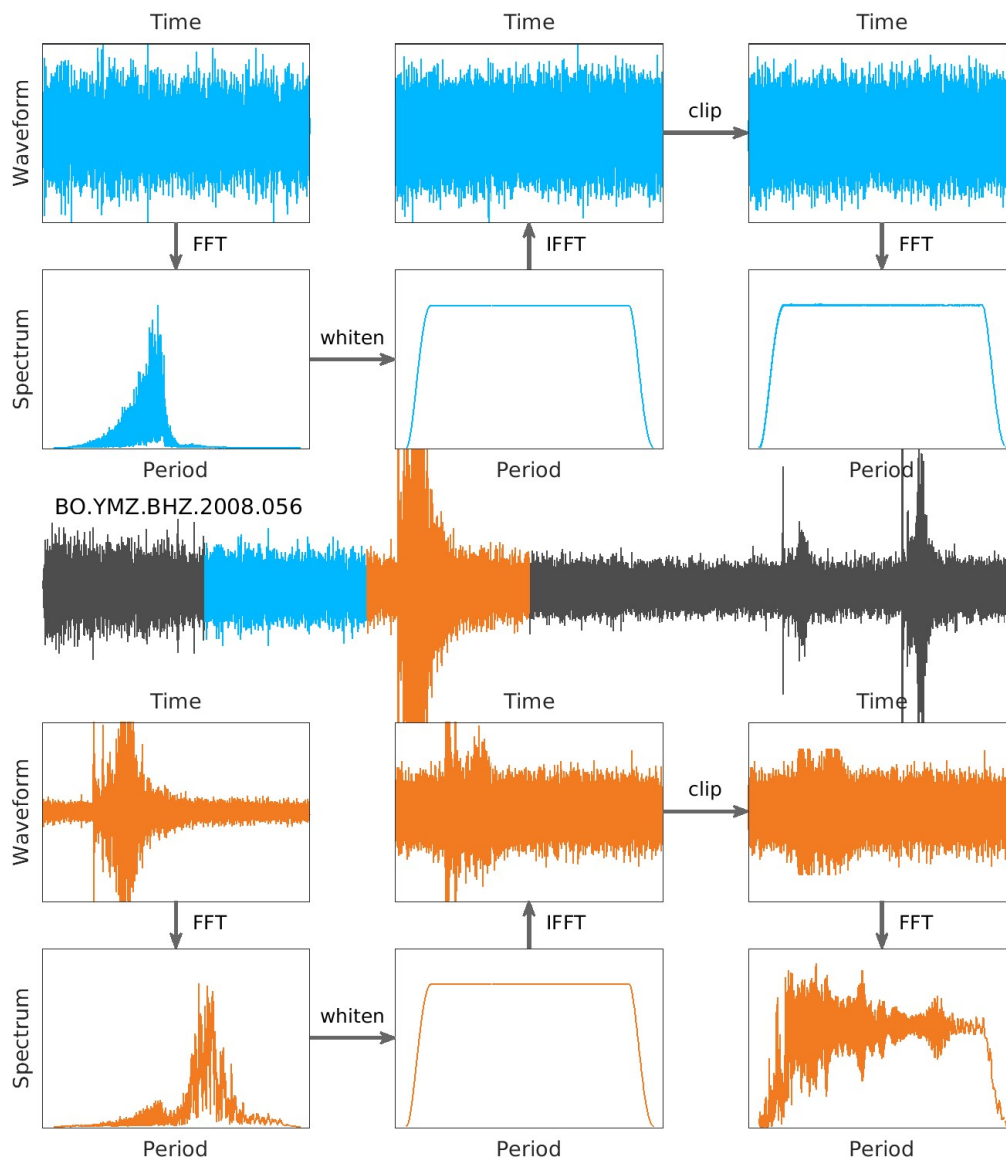 Time Time Time
Waveform
clip
FFT IFFT FFT
Spectrum
whiten
Period Period Period
BO.YMZ.BHZ.2008.056
Time Time Time
Waveform
clip
FFT IFFT FFT
Spectrum
whiten
Period Period Period